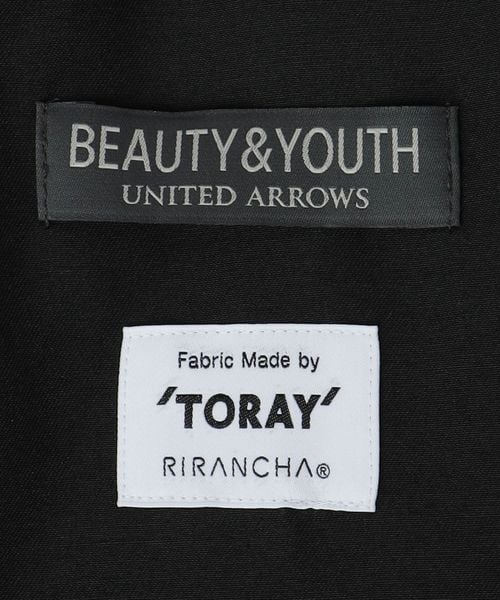 BEAUTY&YOUTH
UNITED ARROWS
Fabric Made by
'TORAY'
RIRANCHA®